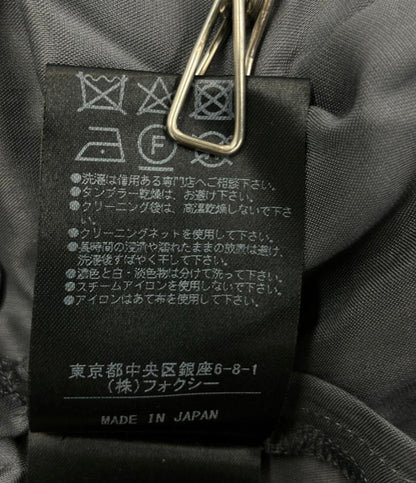 F
●洗濯は信用ある専門店へご相談下さい。
●タンブラー乾燥は、お避け下さい。
●クリーニング後は、高温乾燥しないで下さい。
●クリーニングネットを使用して下さい。
●長時間の浸漬や濡れたままの放置は避け、
洗濯後すばやく干して下さい。
●濃色と白・淡色物は分けて洗って下さい。
●スチームアイロンを使用しないで下さい。
●アイロンはあて布を使用して下さい。
東京都中央区銀座6-8-1
(株)フォクシー
MADE IN JAPAN